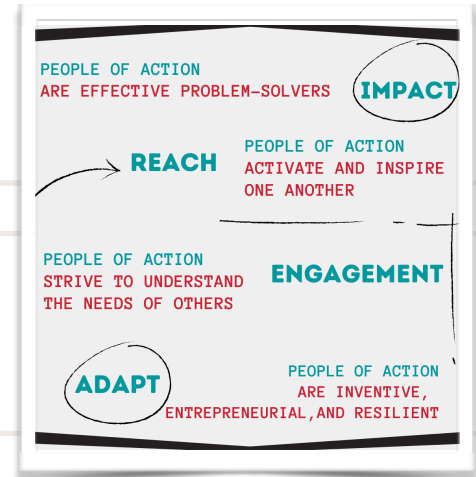 PEOPLE OF ACTION
ARE EFFECTIVE PROBLEM-SOLVERS
IMPACT
REACH
PEOPLE OF ACTION
ACTIVATE AND INSPIRE
ONE ANOTHER
PEOPLE OF ACTION
STRIVE TO UNDERSTAND
THE NEEDS OF OTHERS
ENGAGEMENT
ADAPT
PEOPLE OF ACTION
ARE INVENTIVE,
ENTREPRENEURIAL,AND RESILIENT